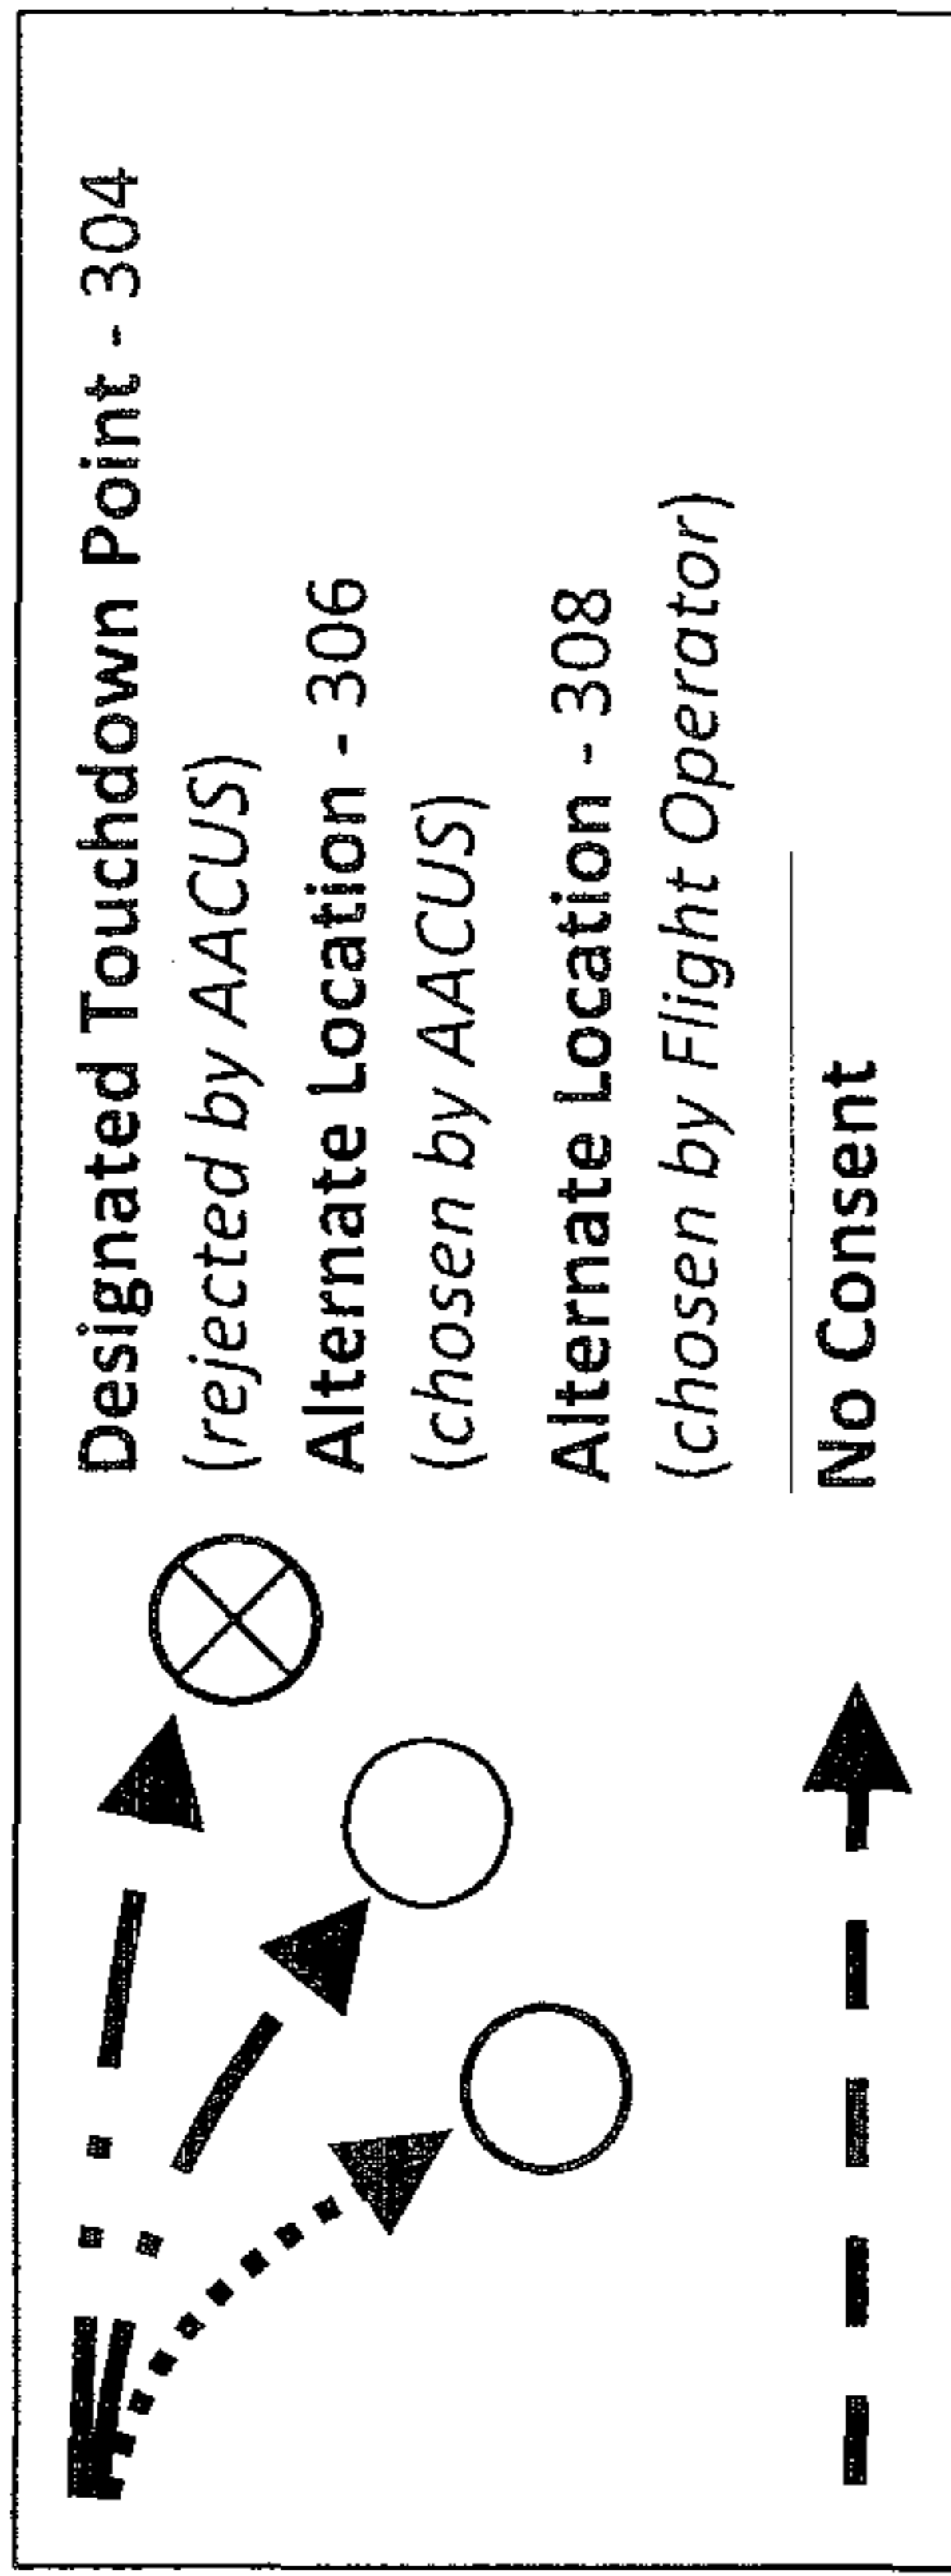 Designated Touchdown Point - 304
(rejected by AACUS)
Alternate Location - 306
(chosen by AACUS)
Alternate Location - 308
(chosen by Flight Operator)
No Consent